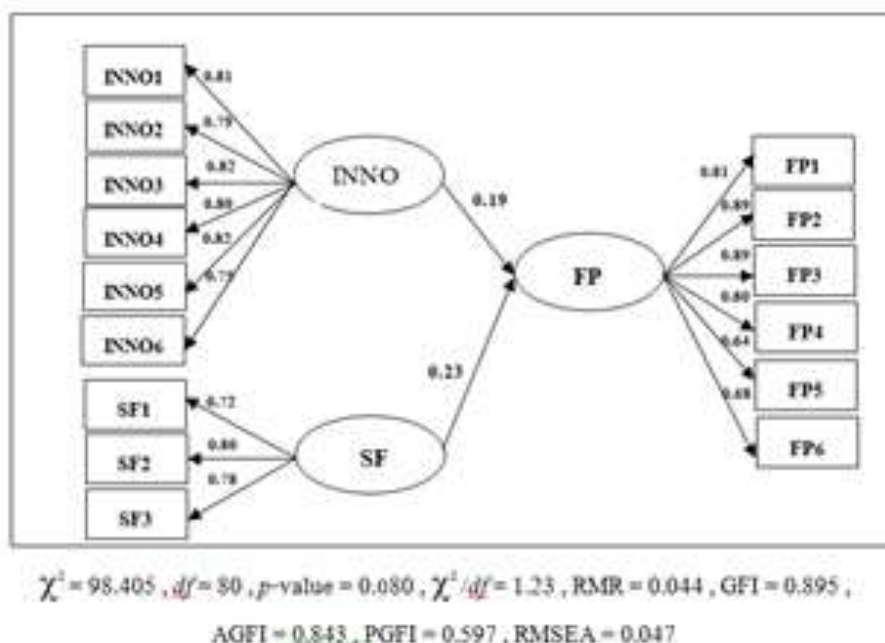 INNO1
INNO2
INNO3
INNO4
INNO5
INNO6
0.81
0.79
0.82
0.80
0.82
0.75
INNO
0.19
SF1
SF2
SF3
0.72
0.80
0.78
SF
0.23
FP
0.81
0.89
0.89
0.80
0.64
0.68
FP1
FP2
FP3
FP4
FP5
FP6
χ² = 98.405 , df = 80 , p-value = 0.080 , χ²/df = 1.23 , RMR = 0.044 , GFI = 0.895 ,
AGFI = 0.843 , PGFI = 0.597 , RMSEA = 0.047